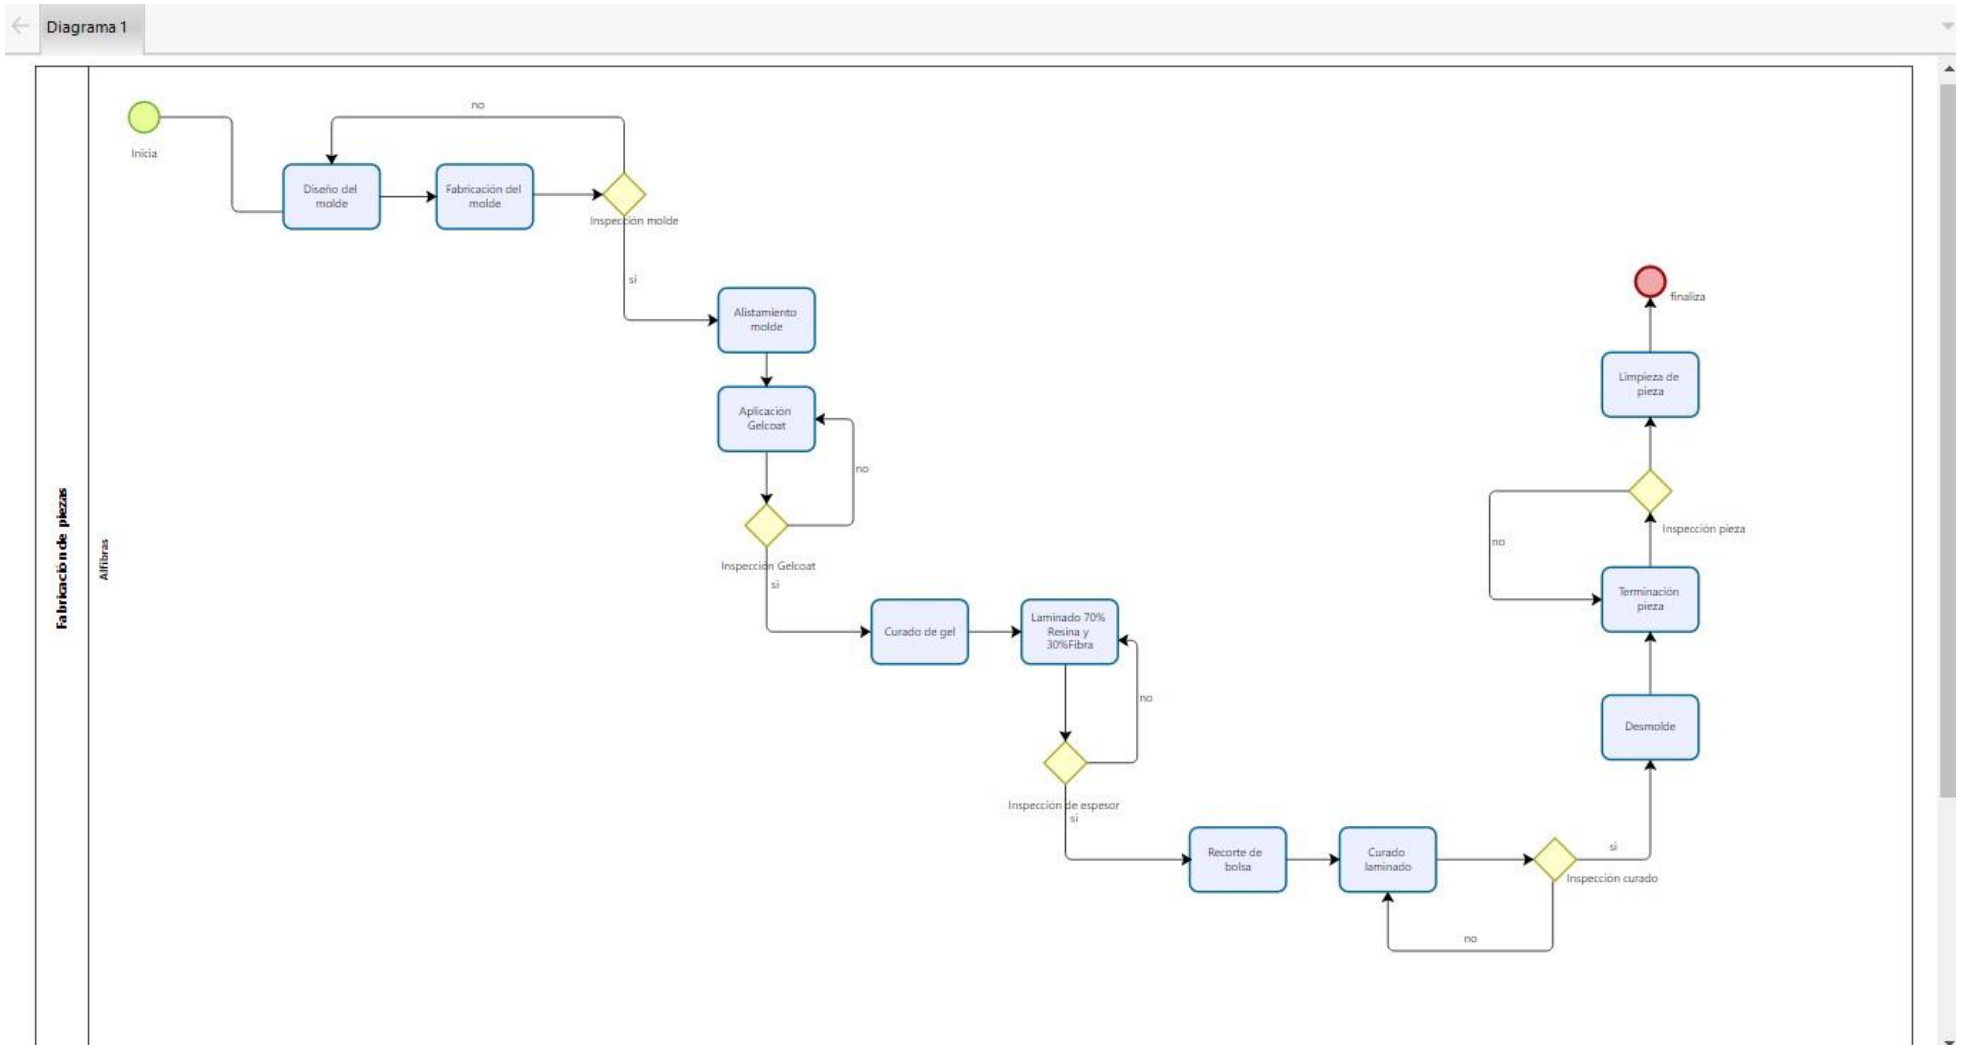 Diagrama 1
Fabricación de piezas
Alfibras
Inicia
no
Diseño del
molde
Fabricación del
molde
Inspección molde
si
Alistamiento
molde
Aplicación
Gelcoat
no
Inspección Gelcoat
si
Curado de gel
Laminado 70%
Resina y
30%Fibra
no
Inspección de espesor
si
Recorte de
bolsa
Curado
laminado
Inspección curado
no
si
Desmolde
Terminación
pieza
no
Inspección pieza
Limpieza de
pieza
finaliza